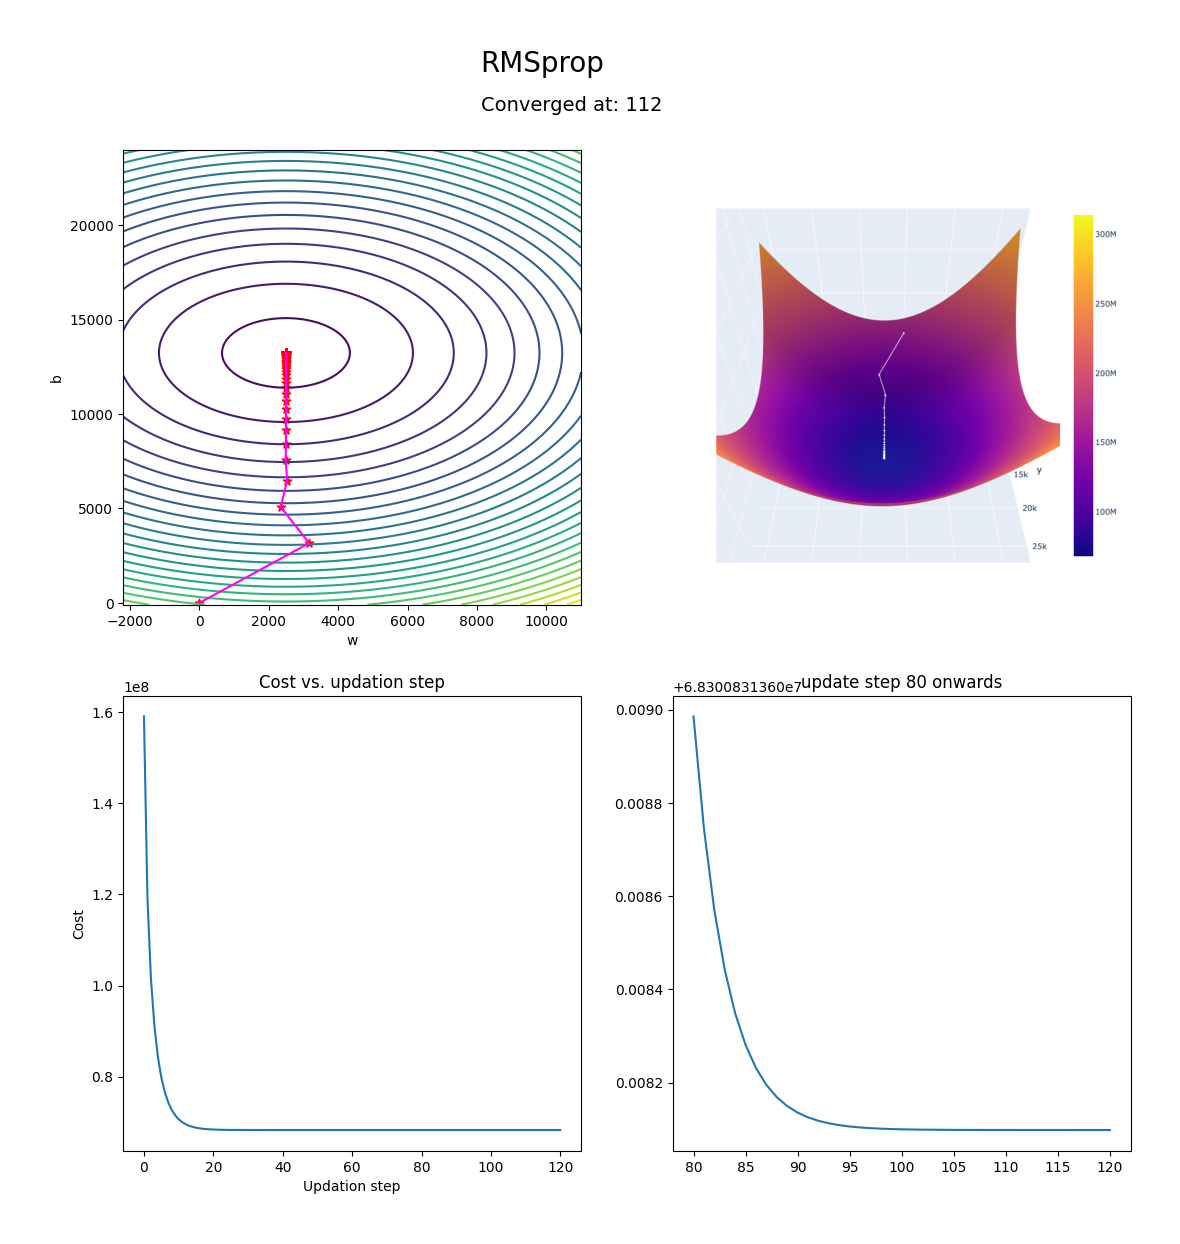 RMSprop
Converged at: 112
20000
15000
10000
5000
0
b
−2000 0 2000 4000 6000 8000 10000
w
300M
250M
200M
150M
100M
15k
y
20k
25k
Cost vs. updation step
1e8
1.6
1.4
1.2
1.0
0.8
Cost
0 20 40 60 80 100 120
Updation step
+6.8300831360e7
update step 80 onwards
0.0090
0.0088
0.0086
0.0084
0.0082
80 85 90 95 100 105 110 115 120